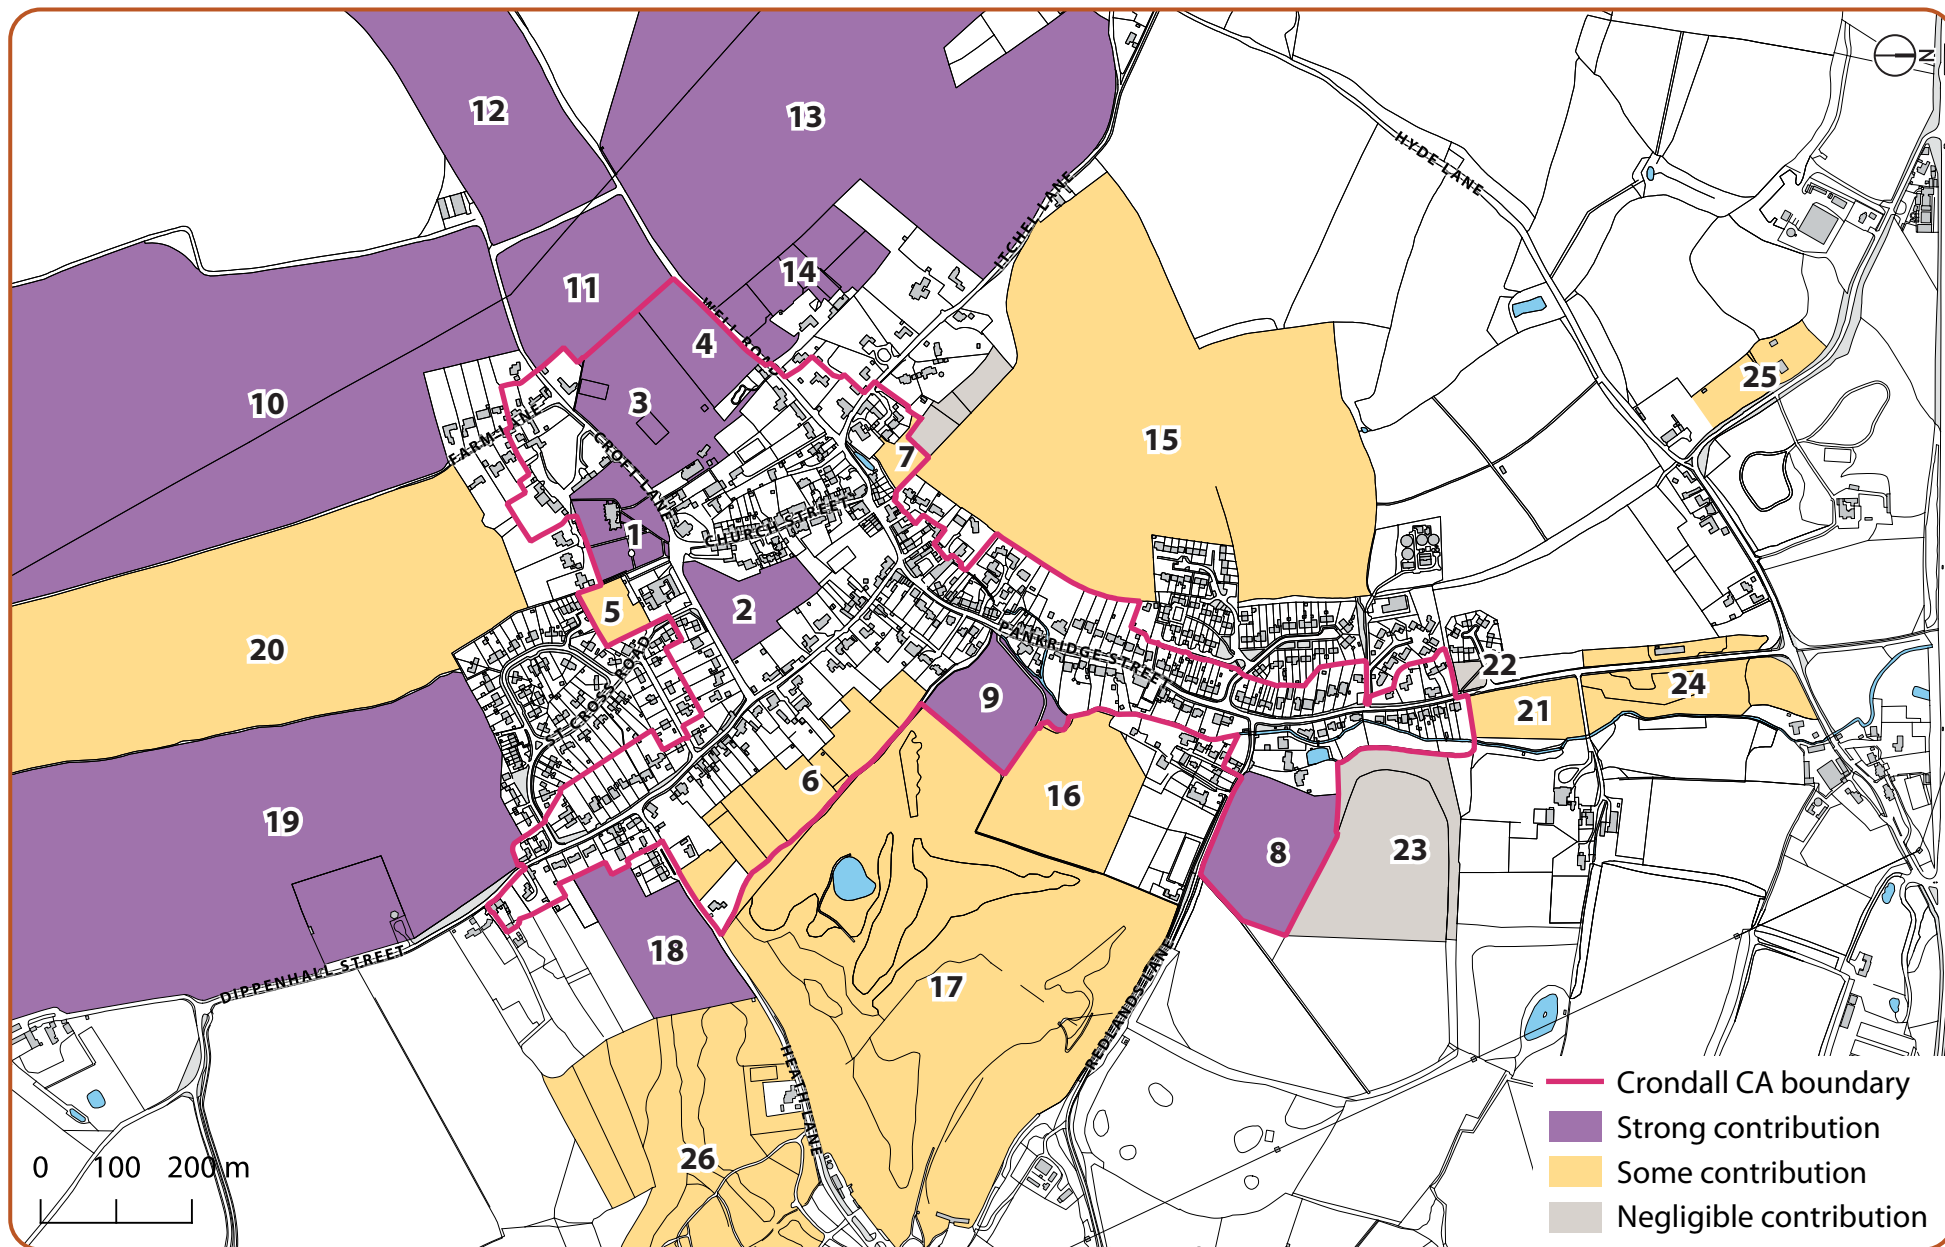 12
13
N
HYDE LANE
ITCHEL LANE
14
11
WELL ROAD
4
25
10
3
FARM LANE
CROFT LANE
15
7
1
CHURCH STREET
5
2
20
PANKRIDGE STREET
22
ST CROSS ROAD
9
24
21
6
16
19
8
23
18
DIPPENHALL STREET
17
REDLANDS LANE
HEATH LANE
26
Crondall CA boundary
Strong contribution
Some contribution
Negligible contribution
0 100 200 m